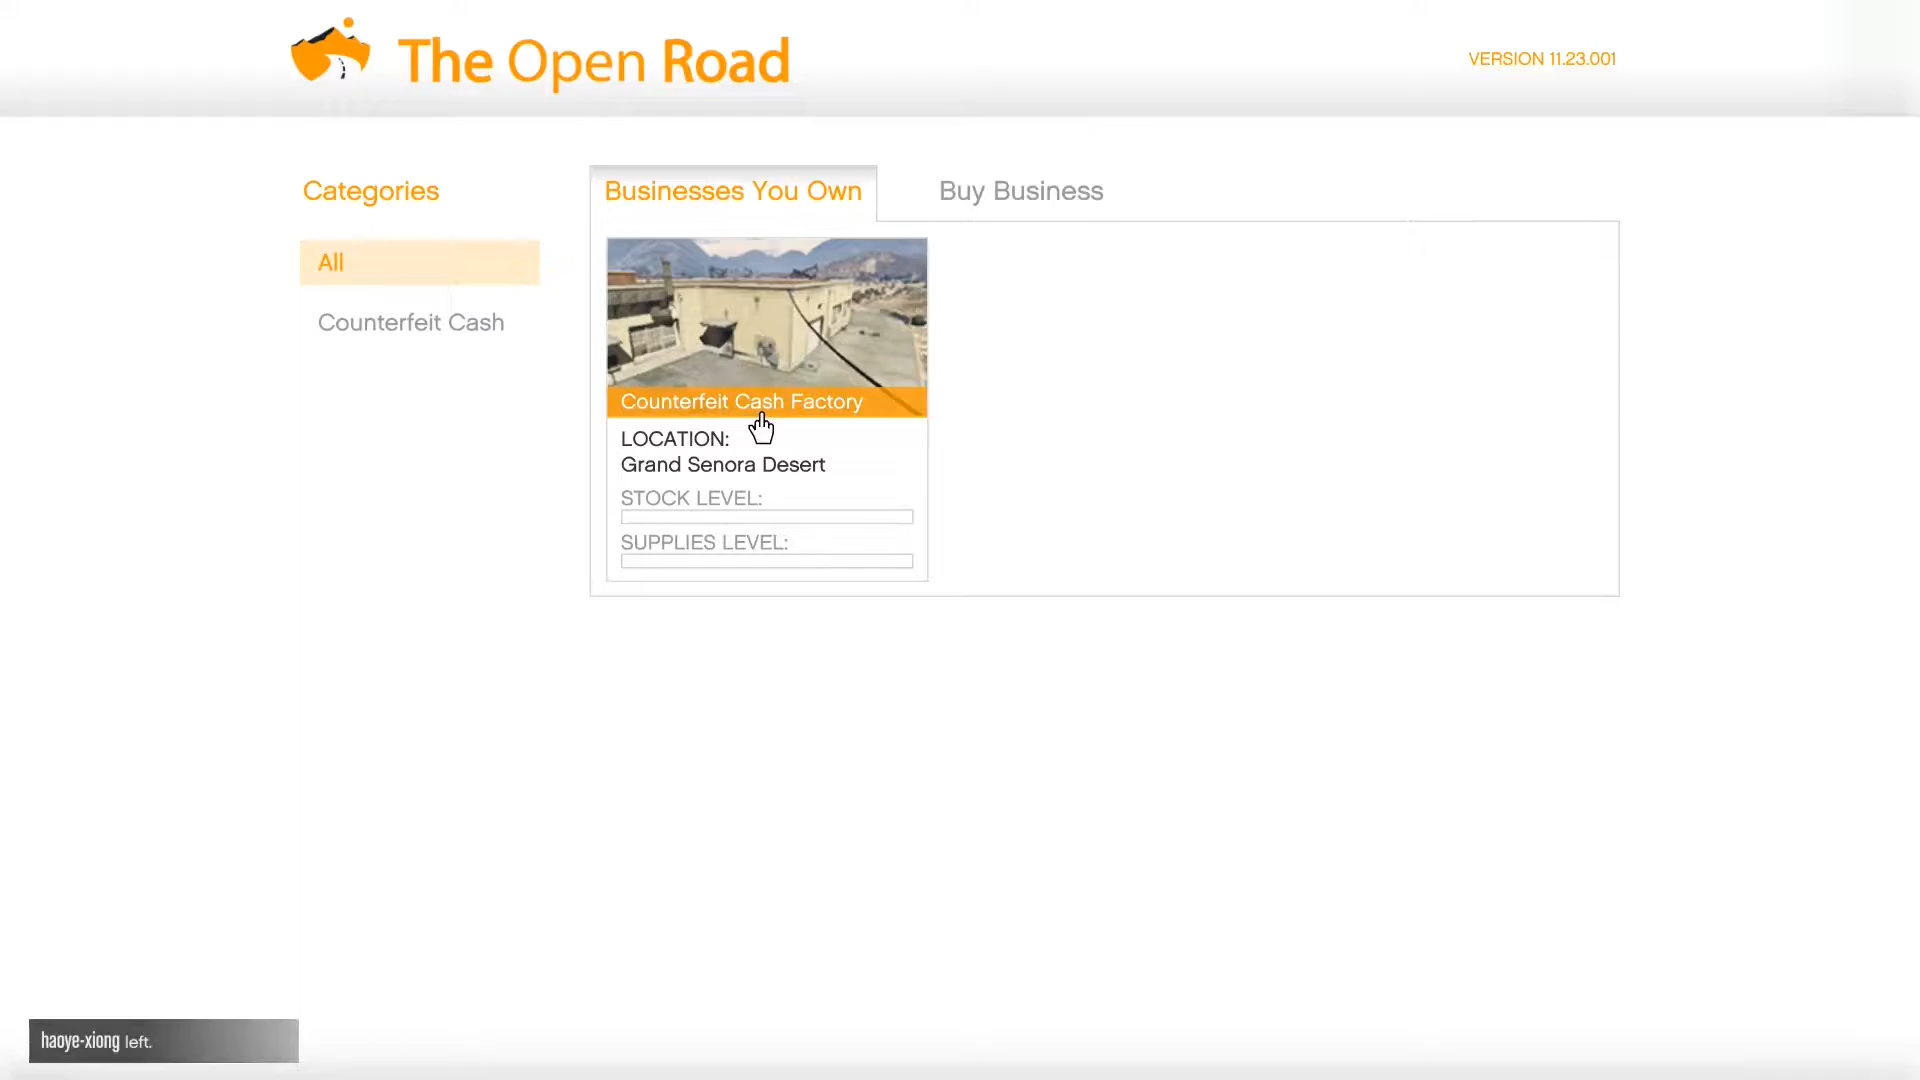 The Open Road
VERSION 11.23.001
Categories
All
Counterfeit Cash
Businesses You Own
Buy Business
Counterfeit Cash Factory
LOCATION:
Grand Senora Desert
STOCK LEVEL:
SUPPLIES LEVEL:
haoye-xiong left.